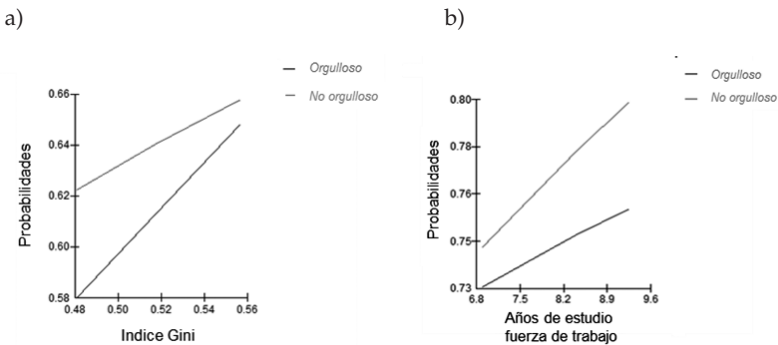 a)
Orgulloso
No orgulloso
Probabilidades
0.66
0.64
0.62
0.60
0.58
0.48 0.50 0.52 0.54 0.56
Indice Gini
b)
Orgulloso
No orgulloso
Probabilidades
0.80
0.78
0.76
0.75
0.73
6.8 7.5 8.2 8.9 9.6
Años de estudio
fuerza de trabajo